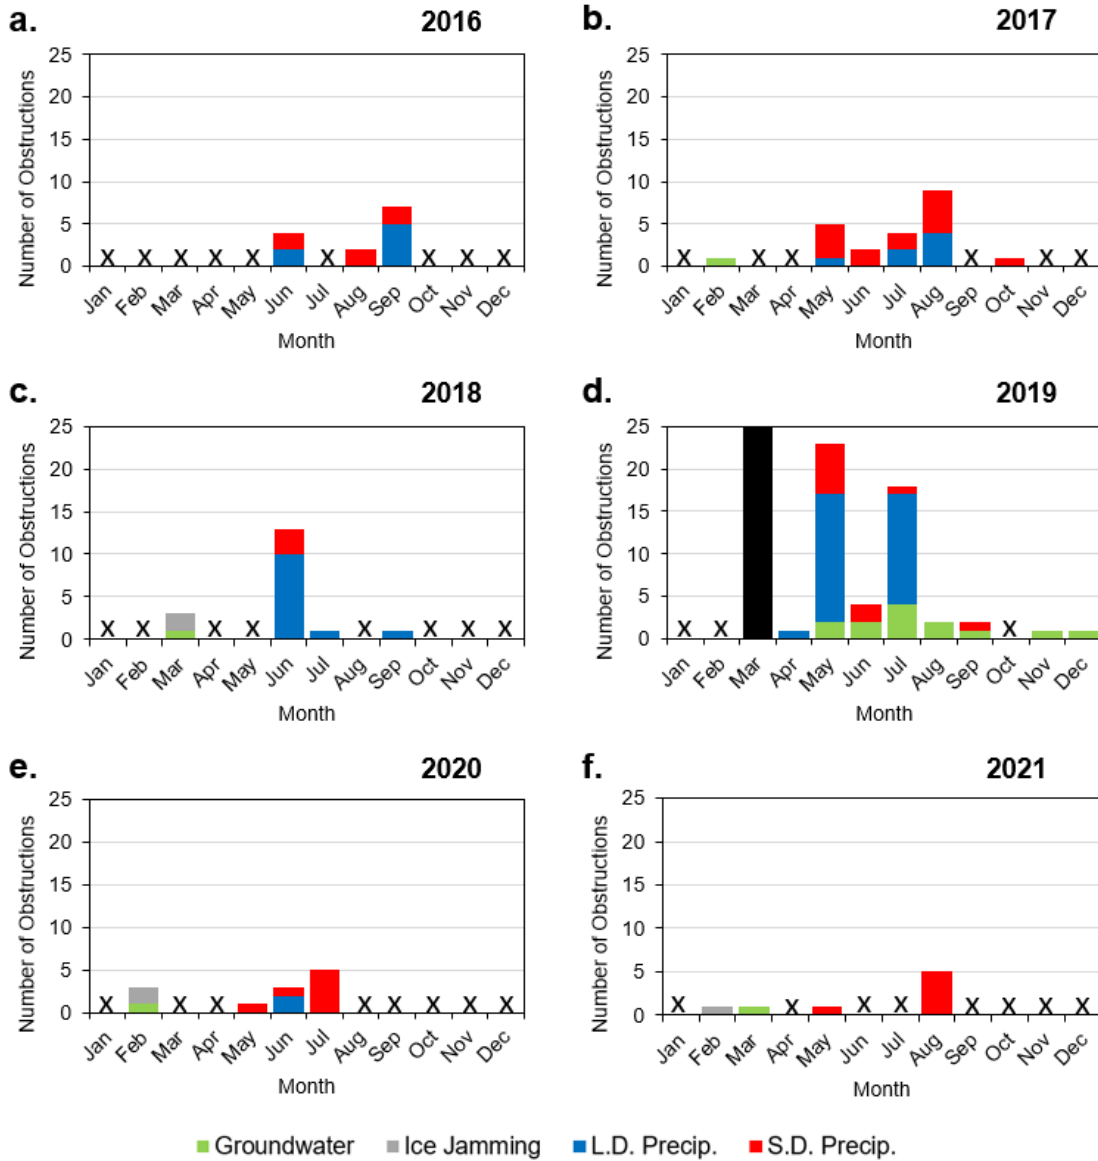 a. 2016
Number of Obstructions
25
20
15
10
5
0
X X X X X X X X X
Jan Feb Mar Apr May Jun Jul Aug Sep Oct Nov Dec
Month
b. 2017
Number of Obstructions
25
20
15
10
5
0
X X X X X X
Jan Feb Mar Apr May Jun Jul Aug Sep Oct Nov Dec
Month
c. 2018
Number of Obstructions
25
20
15
10
5
0
X X X X X X X X
Jan Feb Mar Apr May Jun Jul Aug Sep Oct Nov Dec
Month
d. 2019
Number of Obstructions
25
20
15
10
5
0
X X X
Jan Feb Mar Apr May Jun Jul Aug Sep Oct Nov Dec
Month
e. 2020
Number of Obstructions
25
20
15
10
5
0
X X X X X X X X
Jan Feb Mar Apr May Jun Jul Aug Sep Oct Nov Dec
Month
f. 2021
Number of Obstructions
25
20
15
10
5
0
X X X X X X X X
Jan Feb Mar Apr May Jun Jul Aug Sep Oct Nov Dec
Month
Groundwater Ice Jamming L.D. Precip. S.D. Precip.